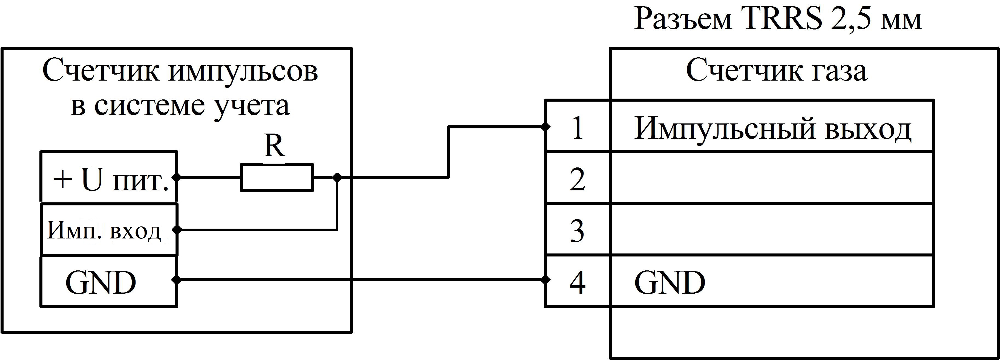 Разъем TRRS 2,5 мм
Счетчик импульсов
в системе учета
R
+ U пит.
Имп. вход
GND
Счетчик газа
1 Импульсный выход
2
3
4 GND